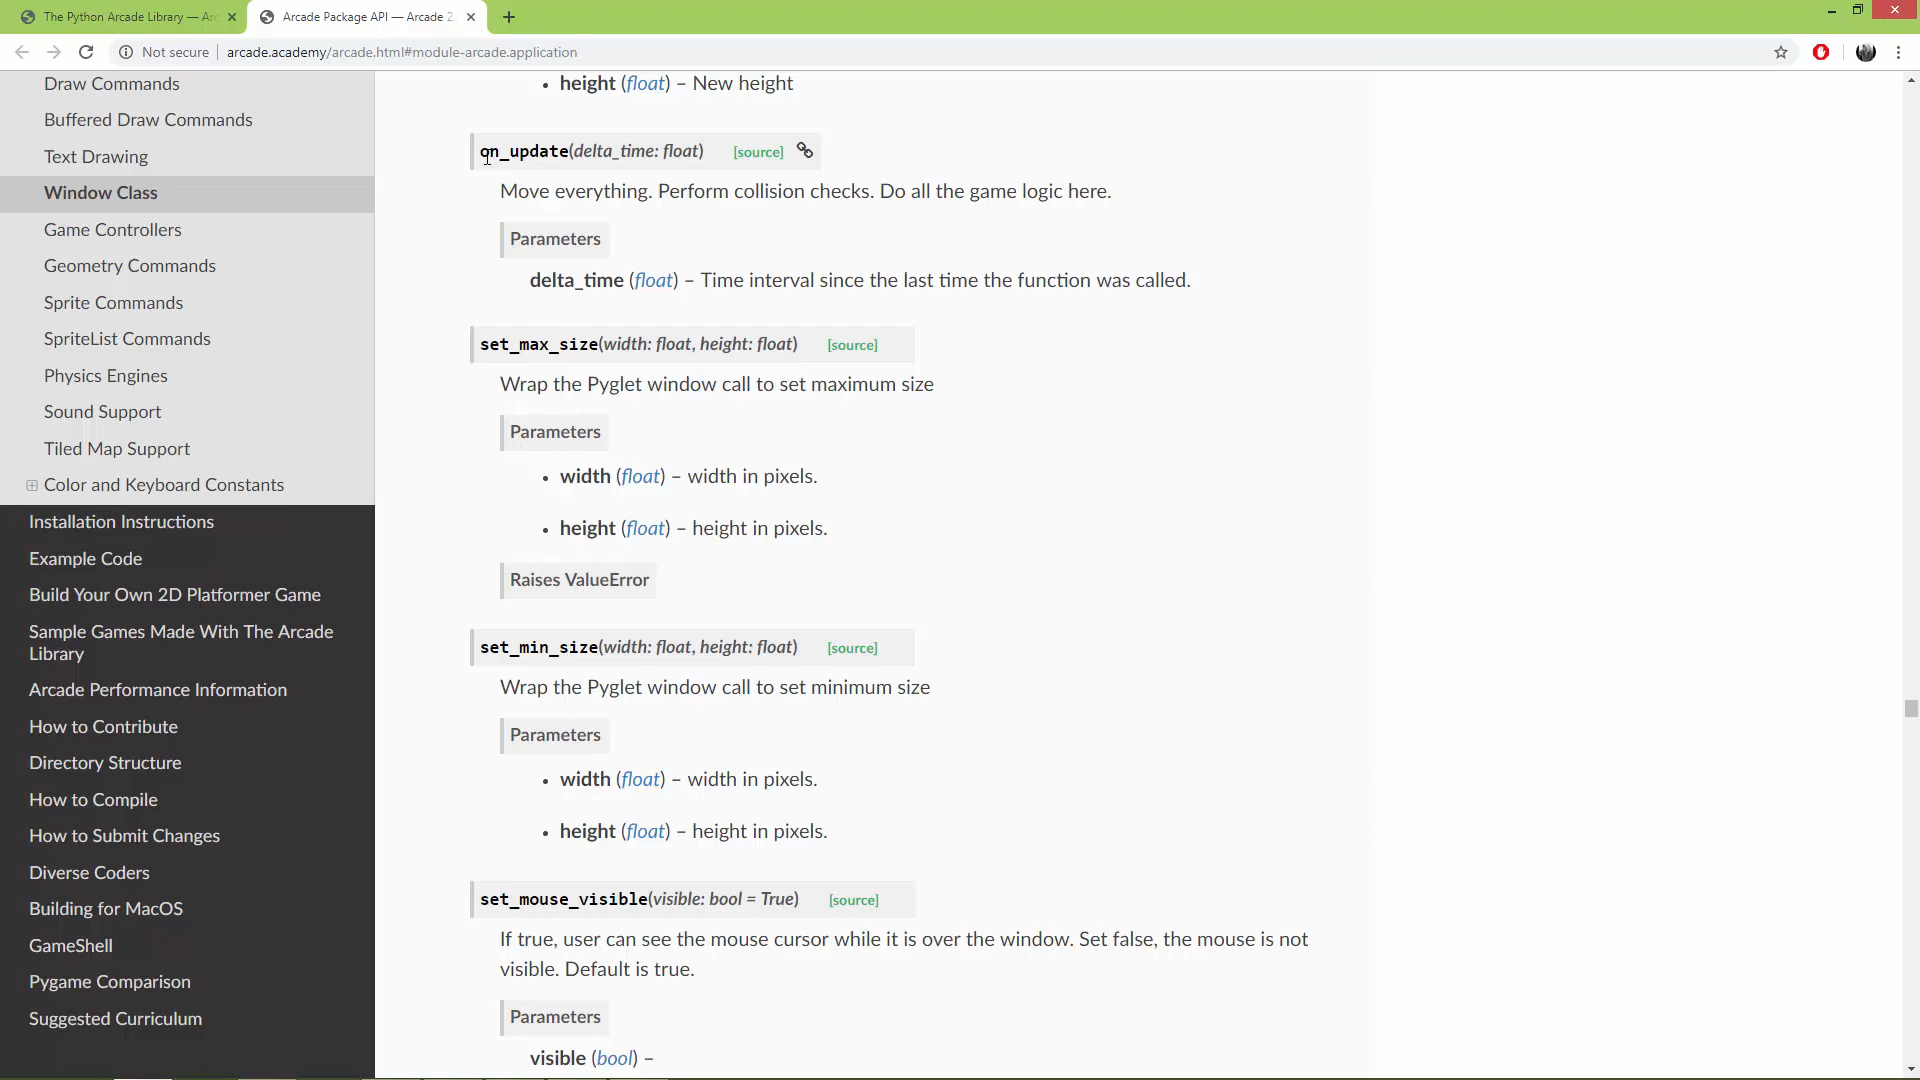 The Python Arcade Library — Arc
Arcade Package API — Arcade 2
Not secure
arcade.academy/arcade.html#module-arcade.application
Draw Commands
Buffered Draw Commands
Text Drawing
Window Class
Game Controllers
Geometry Commands
Sprite Commands
SpriteList Commands
Physics Engines
Sound Support
Tiled Map Support
Color and Keyboard Constants
Installation Instructions
Example Code
Build Your Own 2D Platformer Game
Sample Games Made With The Arcade
Library
Arcade Performance Information
How to Contribute
Directory Structure
How to Compile
How to Submit Changes
Diverse Coders
Building for MacOS
GameShell
Pygame Comparison
Suggested Curriculum
• height (float) – New height
on_update(delta_time: float) [source]
Move everything. Perform collision checks. Do all the game logic here.
Parameters
delta_time (float) – Time interval since the last time the function was called.
set_max_size(width: float, height: float) [source]
Wrap the Pyglet window call to set maximum size
Parameters
• width (float) – width in pixels.
• height (float) – height in pixels.
Raises ValueError
set_min_size(width: float, height: float) [source]
Wrap the Pyglet window call to set minimum size
Parameters
• width (float) – width in pixels.
• height (float) – height in pixels.
set_mouse_visible(visible: bool = True) [source]
If true, user can see the mouse cursor while it is over the window. Set false, the mouse is not
visible. Default is true.
Parameters
visible (bool) –